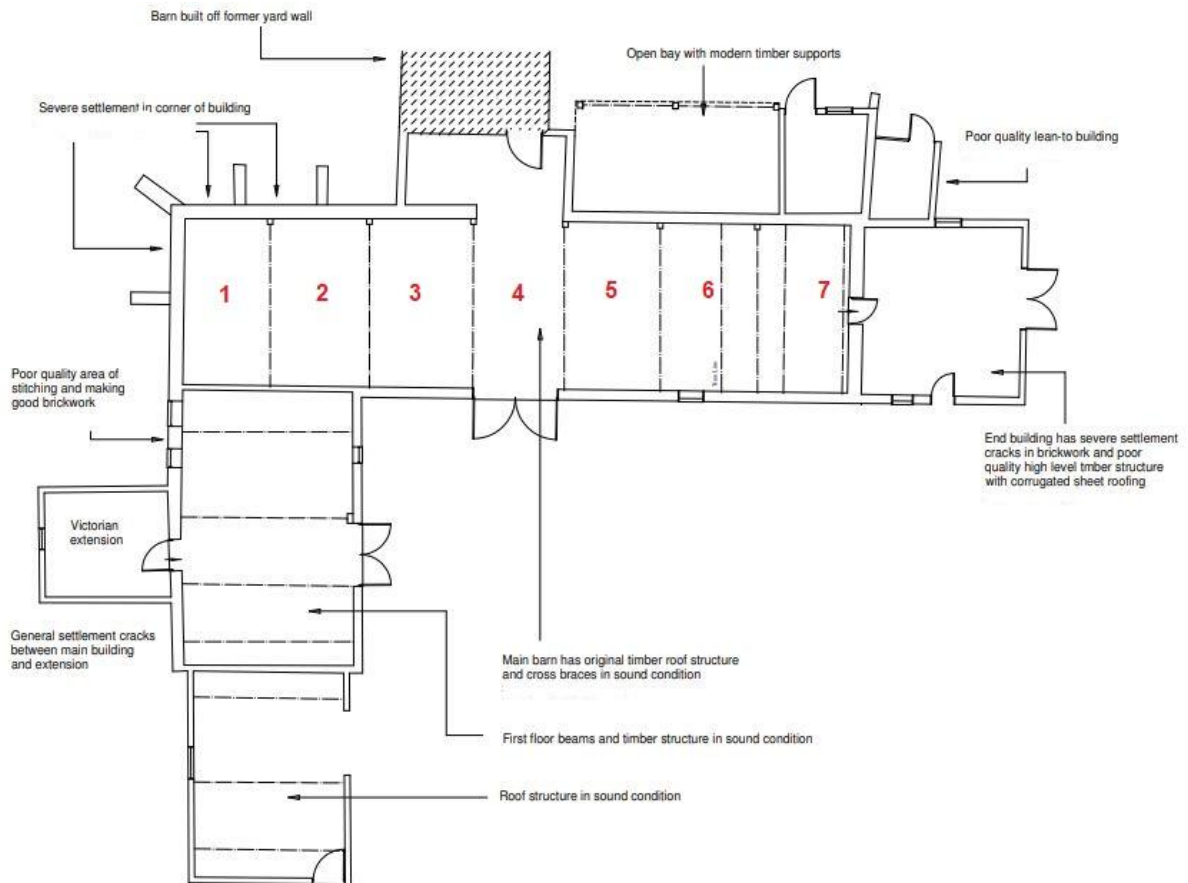 Barn built off former yard wall
Open bay with modern timber supports
Severe settlement in corner of building
Poor quality lean-to building
1 2 3 4 5 6 7
Poor quality area of
stitching and making
good brickwork
End building has severe settlement
cracks in brickwork and poor
quality high level tmber structure
with corrugated sheet roofing
Victorian
extension
General settlement cracks
between main building
and extension
Main barn has original timber roof structure
and cross braces in sound condition
First floor beams and timber structure in sound condition
Roof structure in sound condition